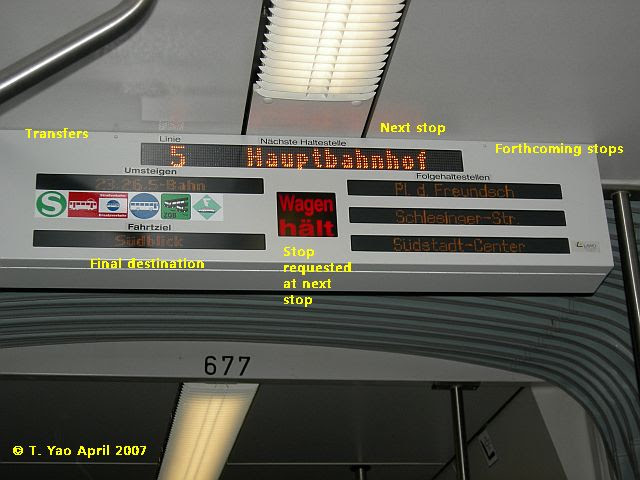 Transfers
Next stop
Forthcoming stops
Linie
Nächste Haltestelle
5 Hauptbahnhof
Umsteigen
Folgehaltestellen
Pl.d.Freundsch
Schlesinger-Str.
Südstadt-Center
Wagen
hält
S
Fahrtziel
Südblick
Final destination
Stop
requested
at next
stop
677
© T. Yao April 2007